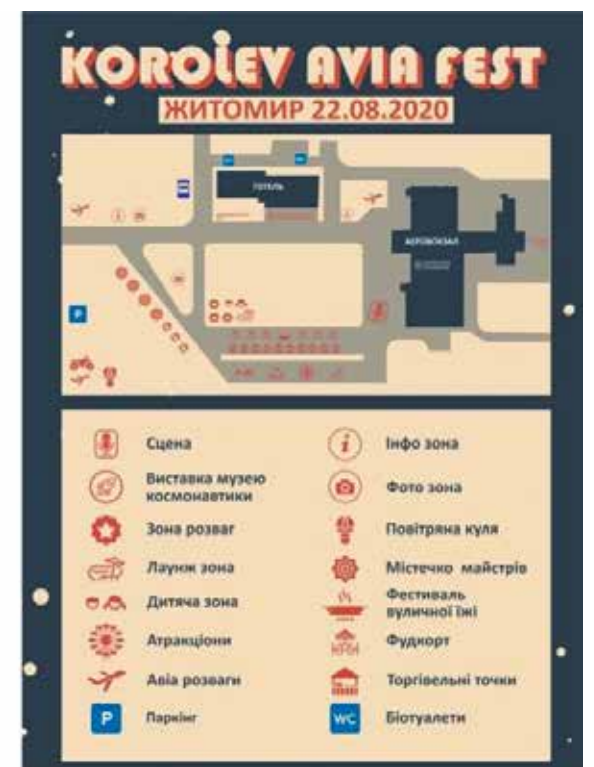 KOROLEV AVIA FEST
ЖИТОМИР 22.08.2020
ГОТЕЛЬ
АЕРОВОКЗАЛ
P
Сцена
Виставка музею
космонавтики
Зона розваг
Лаунж зона
Дитяча зона
Атракціони
Авіа розваги
P Паркінг
i Інфо зона
Фото зона
Повітряна куля
Містечко майстрів
Фестиваль
вуличної їжі
Фудкорт
Торгівельні точки
WC Біотуалети